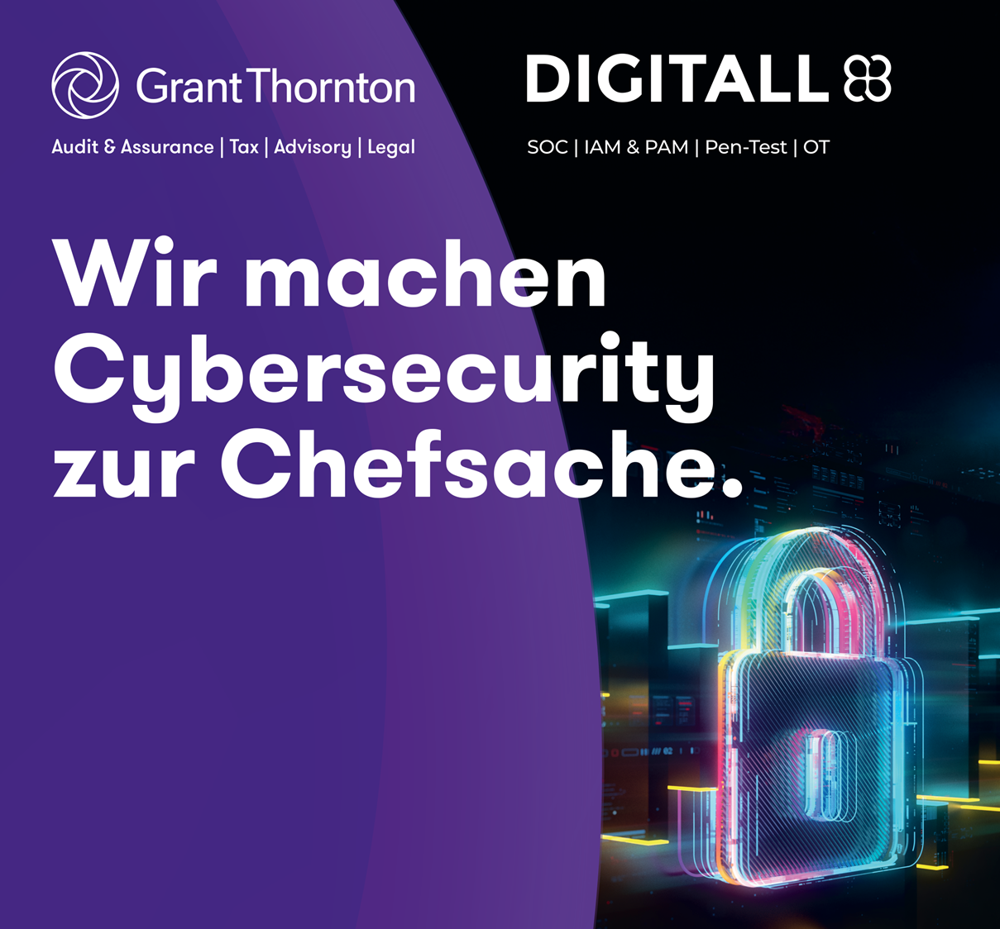 Grant Thornton
Audit & Assurance | Tax | Advisory | Legal
DIGITALL
SOC | IAM & PAM | Pen-Test | OT
Wir machen
Cybersecurity
zur Chefsache.
02